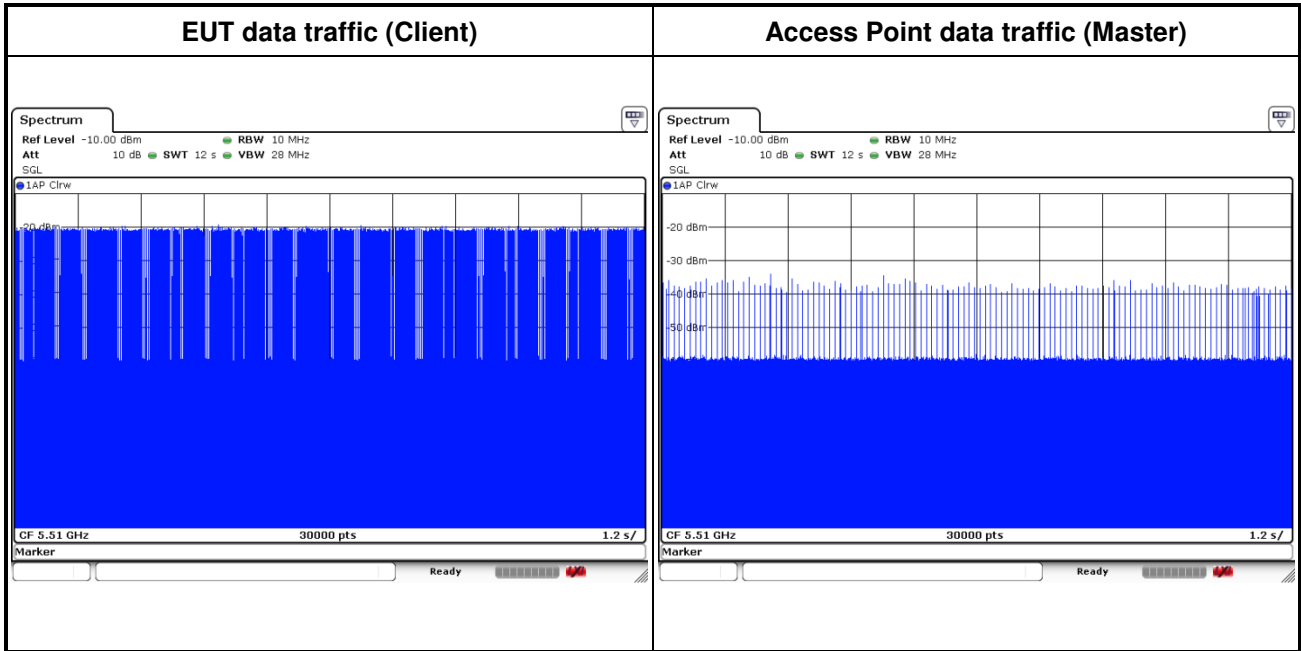 EUT data traffic (Client)
Access Point data traffic (Master)
Spectrum
Ref Level -10.00 dBm RBW 10 MHz
Att 10 dB SWT 12 s VBW 28 MHz
SGL
1AP Clrw
-20 dBm
CF 5.51 GHz 30000 pts 1.2 s/
Marker
Ready
Spectrum
Ref Level -10.00 dBm RBW 10 MHz
Att 10 dB SWT 12 s VBW 28 MHz
SGL
1AP Clrw
-20 dBm
-30 dBm
-40 dBm
-50 dBm
CF 5.51 GHz 30000 pts 1.2 s/
Marker
Ready